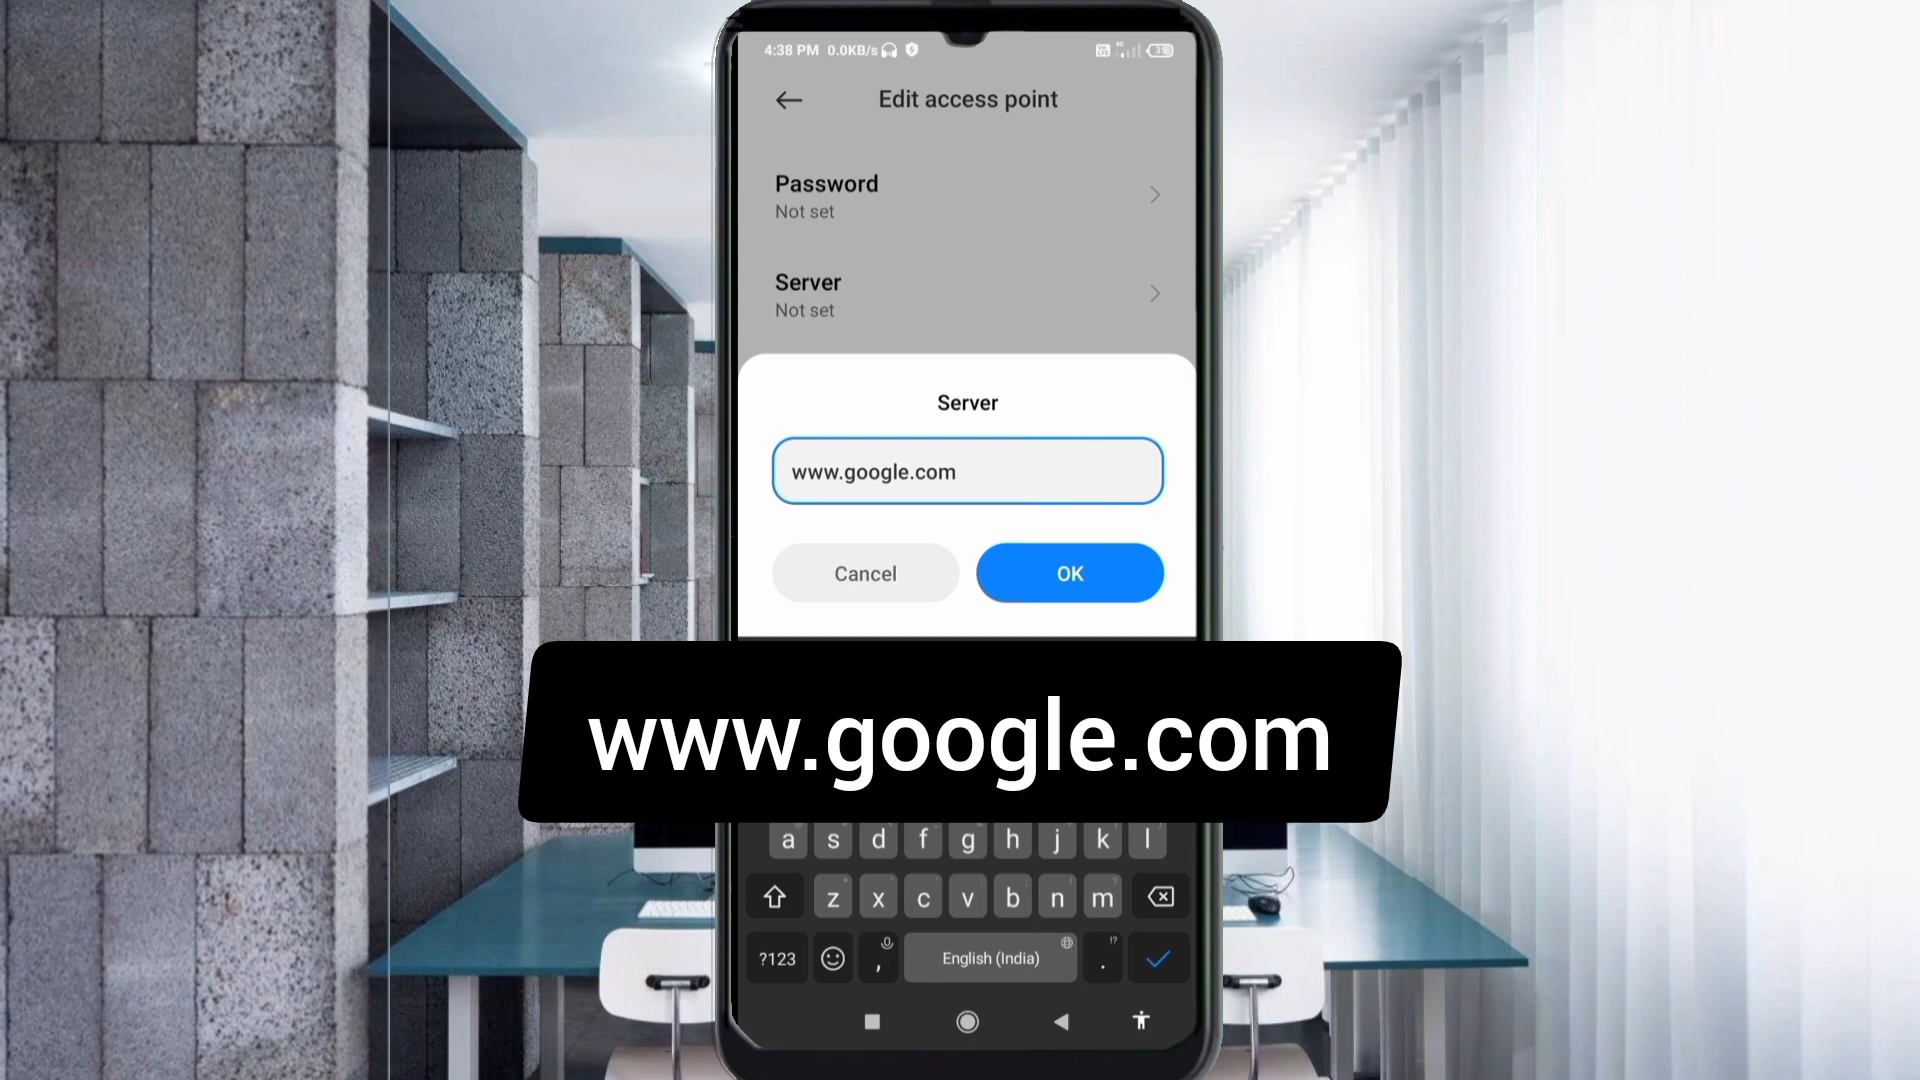 4:38 PM 0.0KB/s
Edit access point
Password
Not set
Server
Not set
Server
www.google.com
Cancel
OK
www.google.com
a s d f g h j k l
z x c v b n m
?123
,
English (India)
.